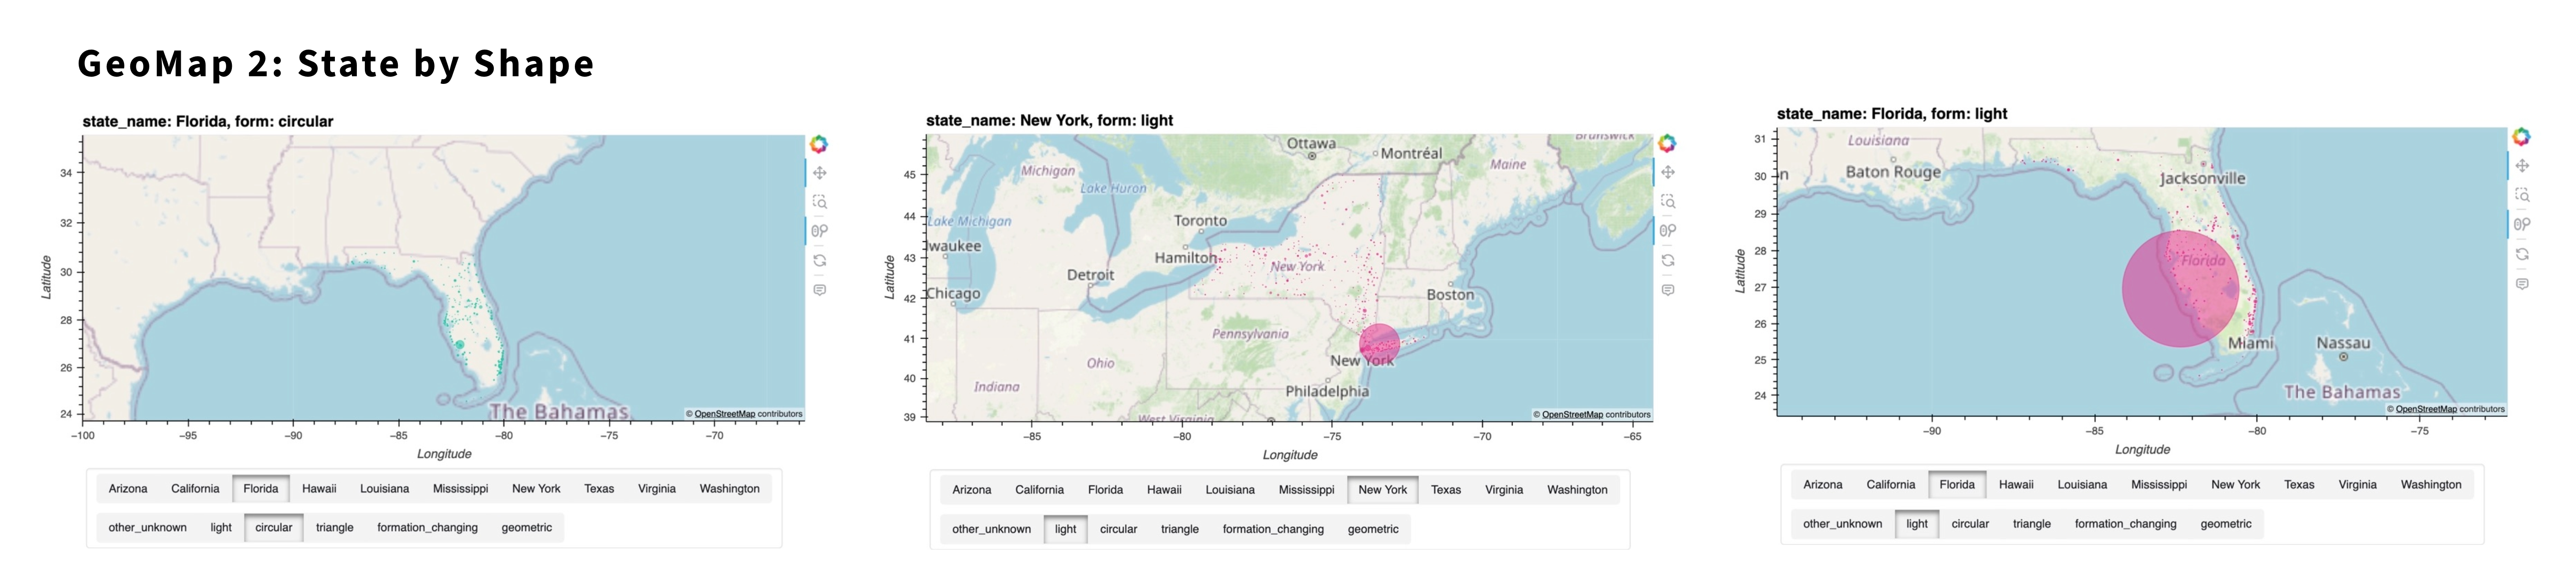 GeoMap 2: State by Shape
state_name: Florida, form: circular
34
32
30
28
26
24
Latitude
The Bahamas
© OpenStreetMap contributors
−100
−95
−90
−85
−80
−75
−70
Longitude
Arizona California Florida Hawaii Louisiana Mississippi New York Texas Virginia Washington
other_unknown light circular triangle formation_changing geometric
state_name: New York, form: light
45
44
43
42
41
40
39
Latitude
Ottawa
Montréal
Brunswick
Michigan
Maine
Lake Huron
Lake Michigan
Toronto
waukee
Hamilton
New York
Detroit
Chicago
Boston
Pennsylvania
New York
Ohio
Indiana
Philadelphia
West Virginia
© OpenStreetMap contributors
−85
−80
−75
−70
−65
Longitude
Arizona California Florida Hawaii Louisiana Mississippi New York Texas Virginia Washington
other_unknown light circular triangle formation_changing geometric
state_name: Florida, form: light
31
30
29
28
27
26
25
24
Latitude
Louisiana
n
Baton Rouge
Jacksonville
Florida
Miami
Nassau
The Bahamas
© OpenStreetMap contributors
−90
−85
−80
−75
Longitude
Arizona California Florida Hawaii Louisiana Mississippi New York Texas Virginia Washington
other_unknown light circular triangle formation_changing geometric